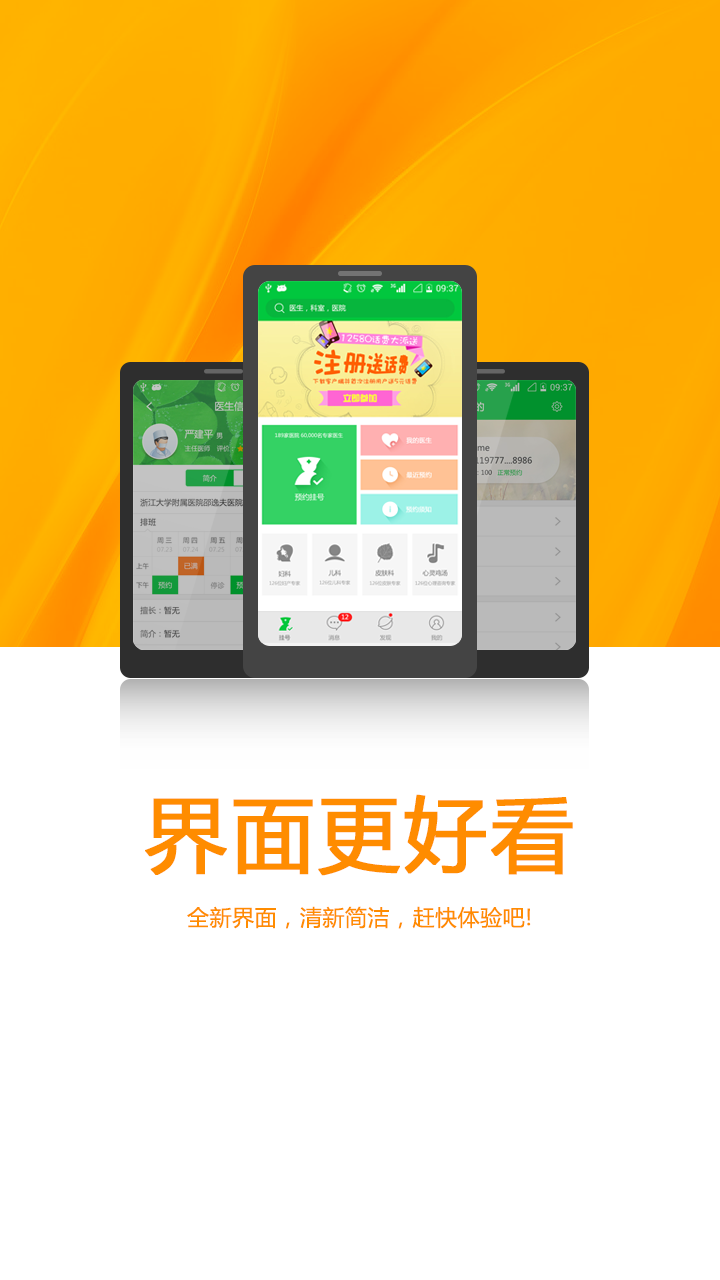 09:37
医生，科室，医院
12580话费大派送
注册送话费
下载客户端并首次注册用户送5元话费
立即参加
189家医院 60,000名专家医生
预约挂号
我的医生
最近预约
预约须知
妇科
儿科
皮肤科
心灵鸡汤
挂号
12
消息
发现
我的
医生信
严建平 男
主任医师 评价：
简介
浙江大学附属医院邵逸夫医院
排班
周三 周四 周五 周
07.23 07.24 07.25
上午 已满
下午 预约 停诊 预
擅长：暂无
简介：暂无
09:37
的
me
119777....8986
: 100 正常预约
界面更好看
全新界面，清新简洁，赶快体验吧!